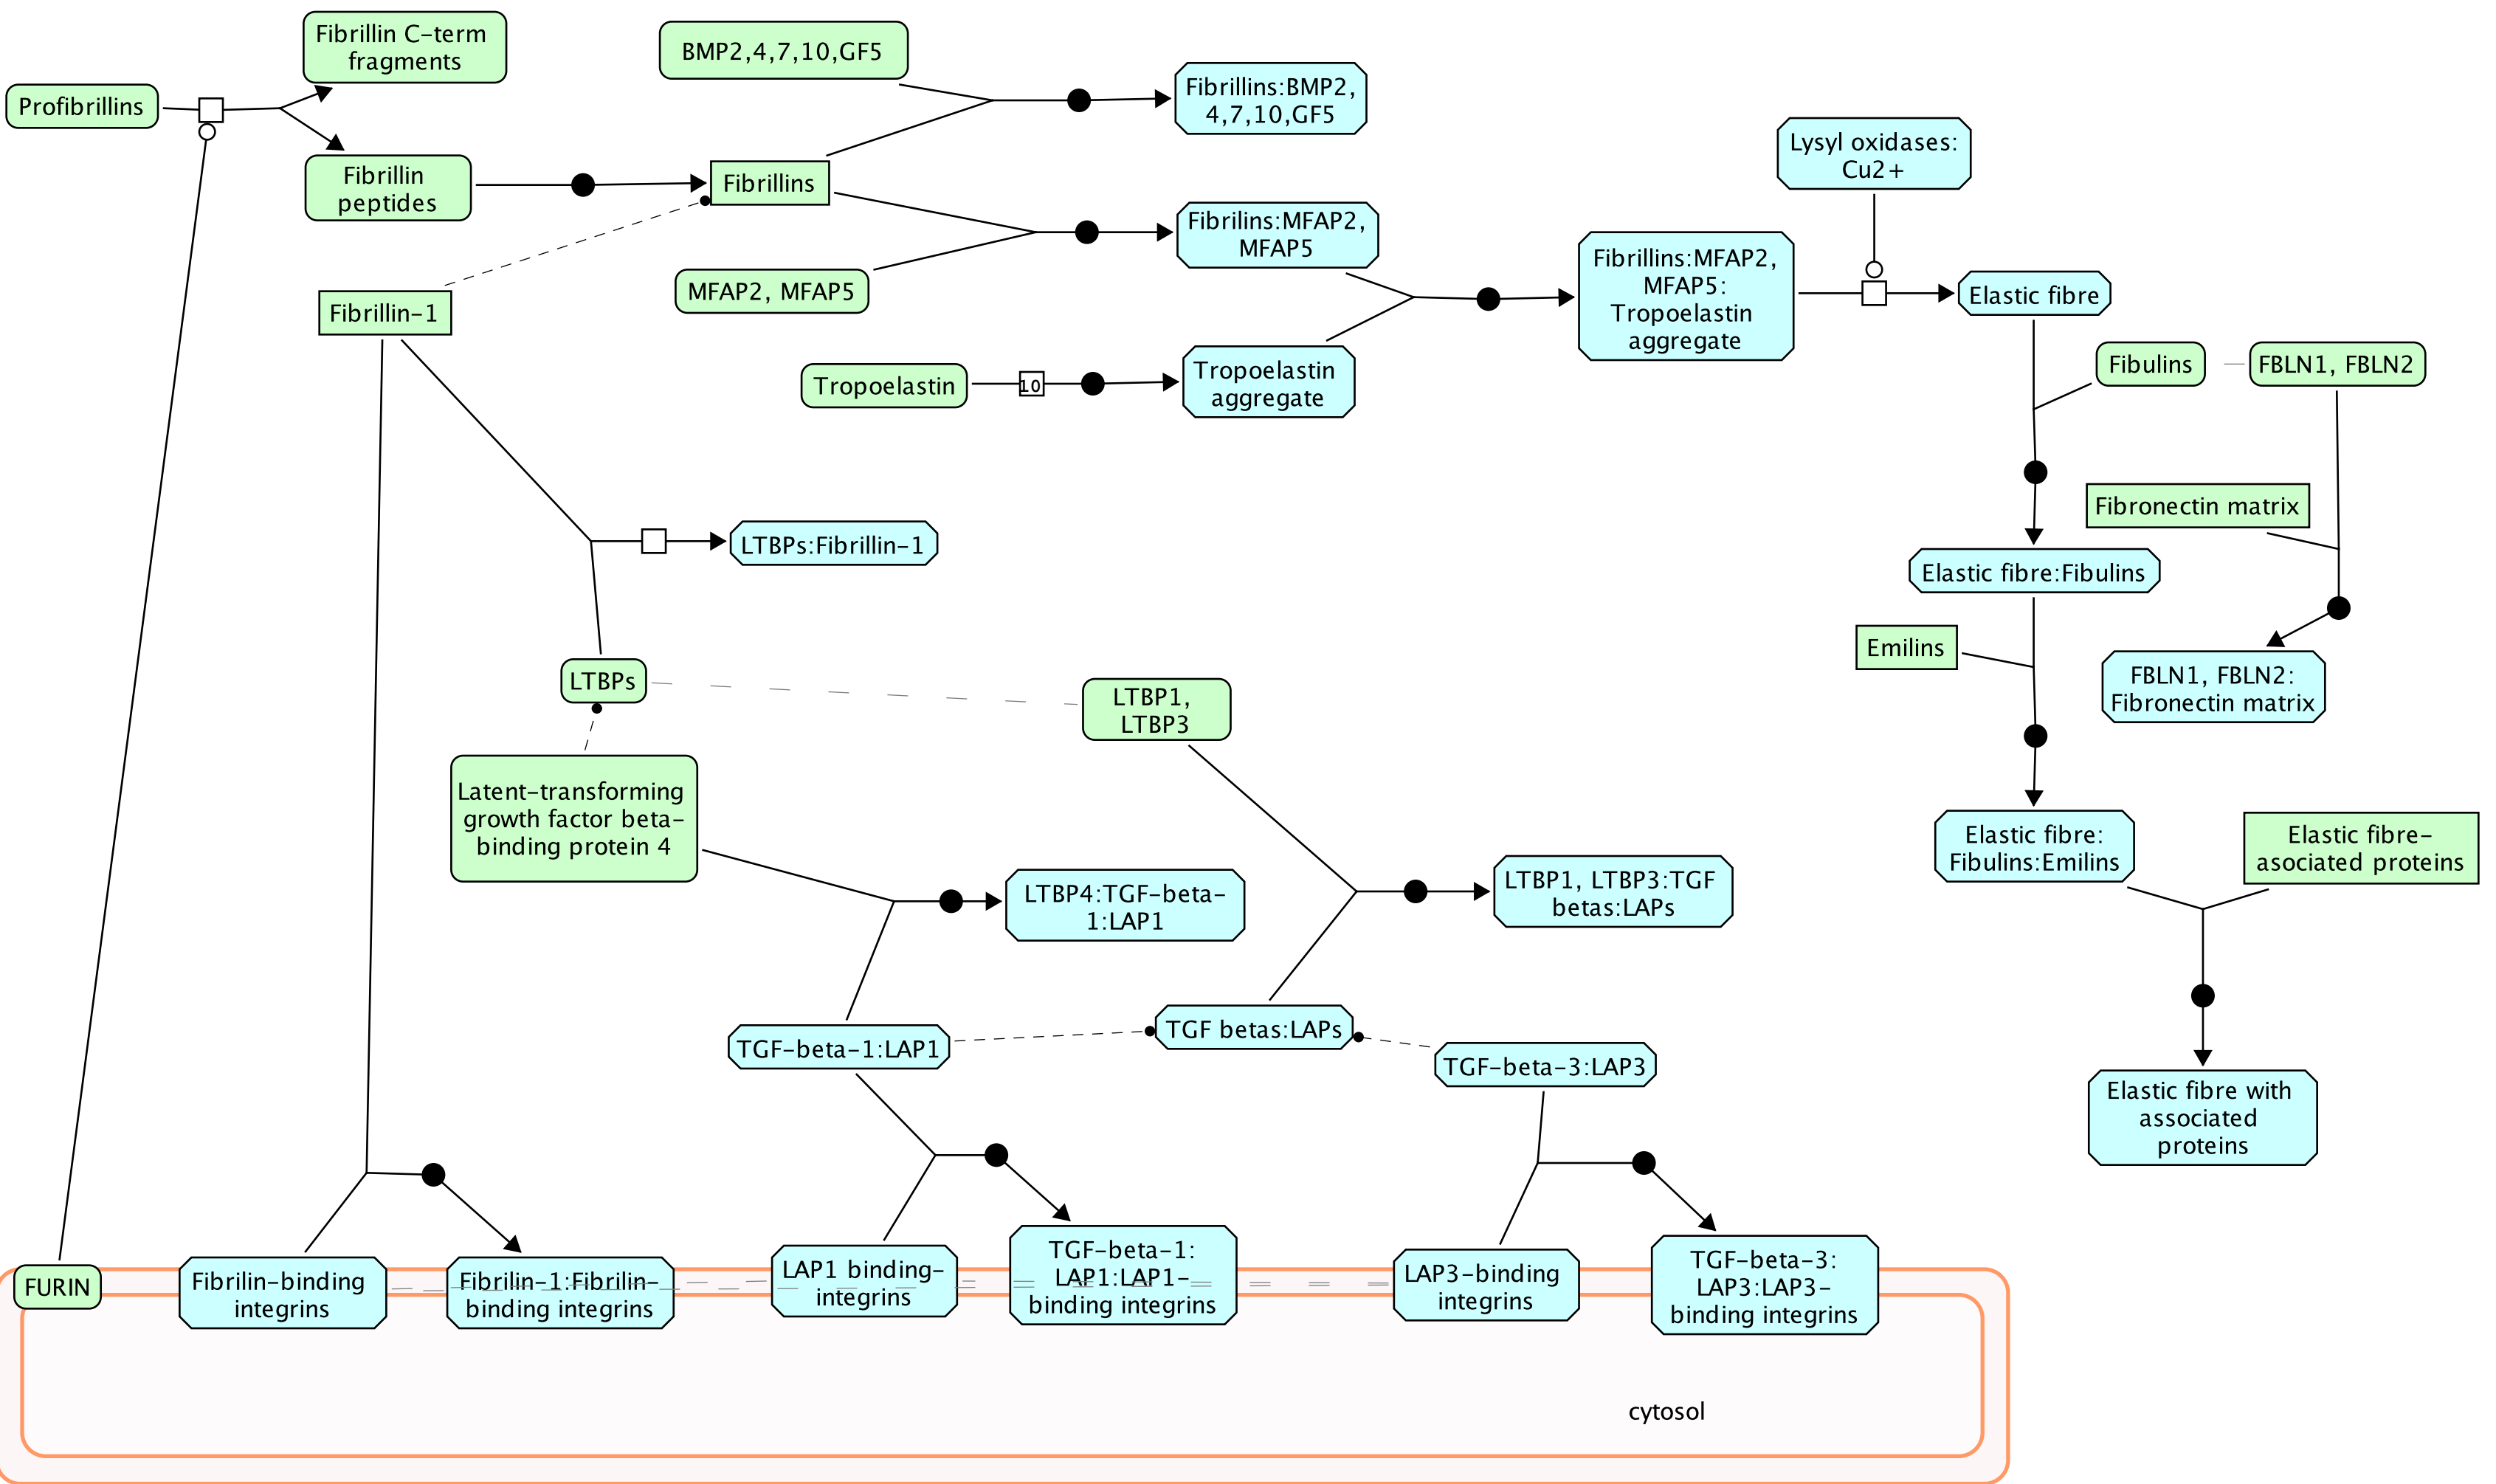 Fibrillin C-term
fragments
BMP2,4,7,10,GF5
Profibrillins
Fibrillins:BMP2,
4,7,10,GF5
Lysyl oxidases:
Cu2+
Fibrillin
peptides
Fibrillins
Fibrilins:MFAP2,
MFAP5
Fibrillins:MFAP2,
MFAP5:
Tropoelastin
aggregate
MFAP2, MFAP5
Elastic fibre
Fibrillin-1
Tropoelastin
10
Tropoelastin
aggregate
Fibulins
FBLN1, FBLN2
Fibronectin matrix
LTBPs:Fibrillin-1
Elastic fibre:Fibulins
Emilins
FBLN1, FBLN2:
Fibronectin matrix
LTBPs
LTBP1,
LTBP3
Latent-transforming
growth factor beta-
binding protein 4
Elastic fibre:
Fibulins:Emilins
Elastic fibre-
asociated proteins
LTBP4:TGF-beta-
1:LAP1
LTBP1, LTBP3:TGF
betas:LAPs
TGF-beta-1:LAP1
TGF betas:LAPs
TGF-beta-3:LAP3
Elastic fibre with
associated
proteins
FURIN
Fibrilin-binding
integrins
Fibrilin-1:Fibrilin-
binding integrins
LAP1 binding-
integrins
TGF-beta-1:
LAP1:LAP1-
binding integrins
LAP3-binding
integrins
TGF-beta-3:
LAP3:LAP3-
binding integrins
cytosol